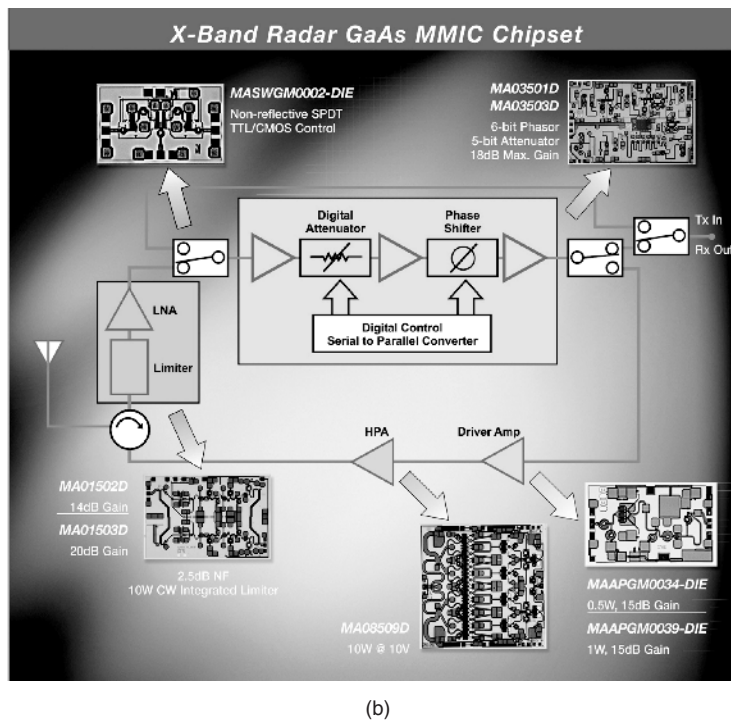 X-Band Radar GaAs MMIC Chipset
MASWGM0002-DIE
Non-reflective SPDT
TTL/CMOS Control
MA03501D
MA03503D
6-bit Phasor
5-bit Attenuator
18dB Max. Gain
Digital
Attenuator
Phase
Shifter
Tx In
Rx Out
LNA
Limiter
Digital Control
Serial to Parallel Converter
HPA
Driver Amp
MA01502D
14dB Gain
MA01503D
20dB Gain
2.5dB NF
10W CW Integrated Limiter
MA08509D
10W @ 10V
MAAPGM0034-DIE
0.5W, 15dB Gain
MAAPGM0039-DIE
1W, 15dB Gain
(b)